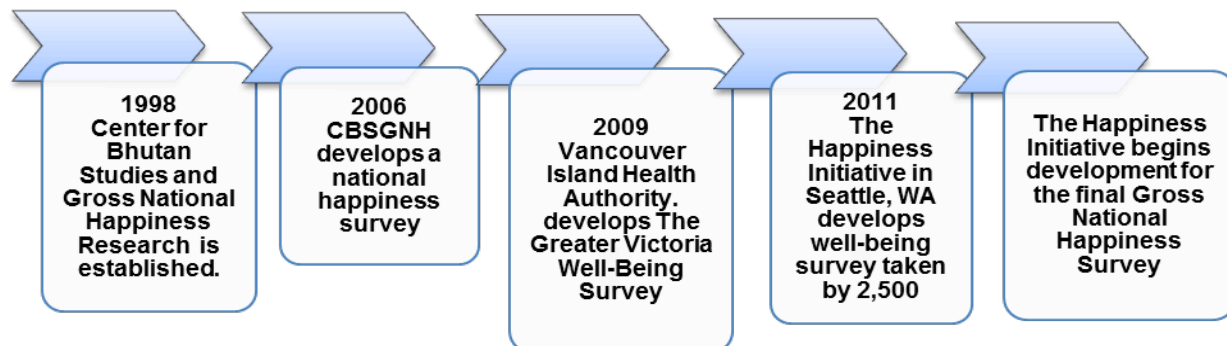 1998
Center for
Bhutan
Studies and
Gross National
Happiness
Research is
established.
2006
CBSGNH
develops a
national
happiness
survey
2009
Vancouver
Island Health
Authority.
develops The
Greater Victoria
Well-Being
Survey
2011
The
Happiness
Initiative in
Seattle, WA
develops
well-being
survey taken
by 2,500
The Happiness
Initiative begins
development for
the final Gross
National
Happiness
Survey